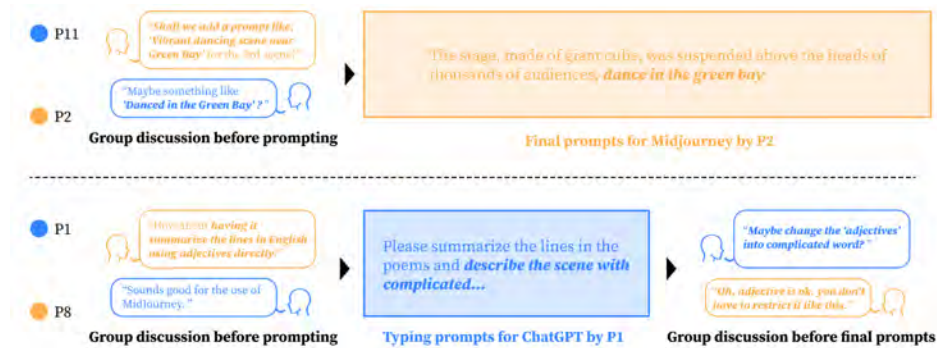 P11
"Shall we add a prompt like,
'Vibrant dancing scene over
Green Bay' for the 3rd scene?"
"Maybe something like
'Danced in the Green Bay' ? "
P2
Group discussion before prompting
"The stage, made of giant cubs, was suspended above the heads of
thousands of audiences, dance in the green bay
Final prompts for Midjourney by P2
P1
having it
summarize the lines in English
using adjectives directly."
"Sounds good for the use of
MidJourney. "
P8
Group discussion before prompting
Please summarize the lines in the
poems and describe the scene with
complicated...
Typing prompts for ChatGPT by P1
"Maybe change the 'adjectives'
into complicated word? "
"Oh, adjective is ok, you don't
have to restrict it like this."
Group discussion before final prompts